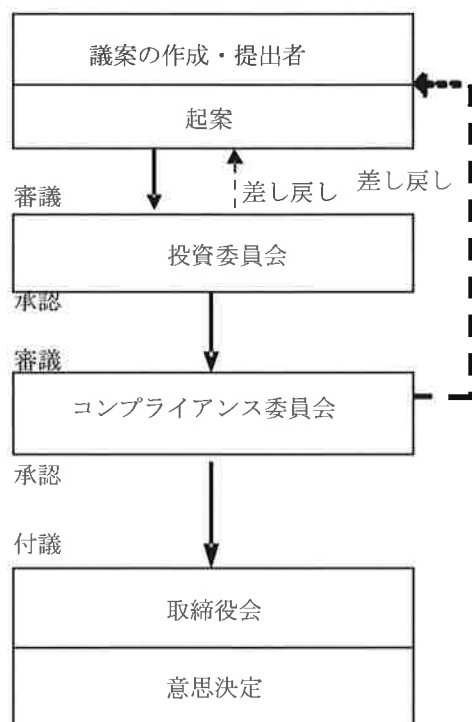 議案の作成・提出者
起案
差し戻し
差し戻し
審議
投資委員会
承認
審議
コンプライアンス委員会
承認
付議
取締役会
意思決定